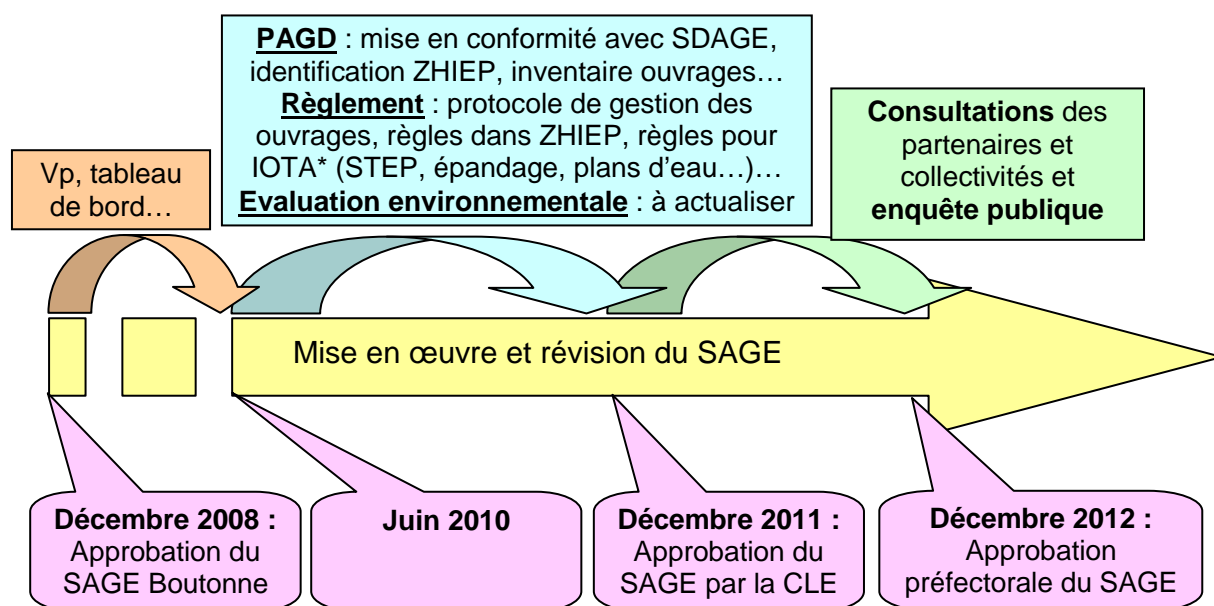 PAGD : mise en conformité avec SDAGE,
identification ZHIEP, inventaire ouvrages…
Règlement : protocole de gestion des
ouvrages, règles dans ZHIEP, règles pour
IOTA* (STEP, épandage, plans d'eau…)…
Evaluation environnementale : à actualiser
Consultations des
partenaires et
collectivités et
enquête publique
Vp, tableau
de bord…
Mise en œuvre et révision du SAGE
Décembre 2008 :
Approbation du
SAGE Boutonne
Juin 2010
Décembre 2011 :
Approbation du
SAGE par la CLE
Décembre 2012 :
Approbation
préfectorale du SAGE